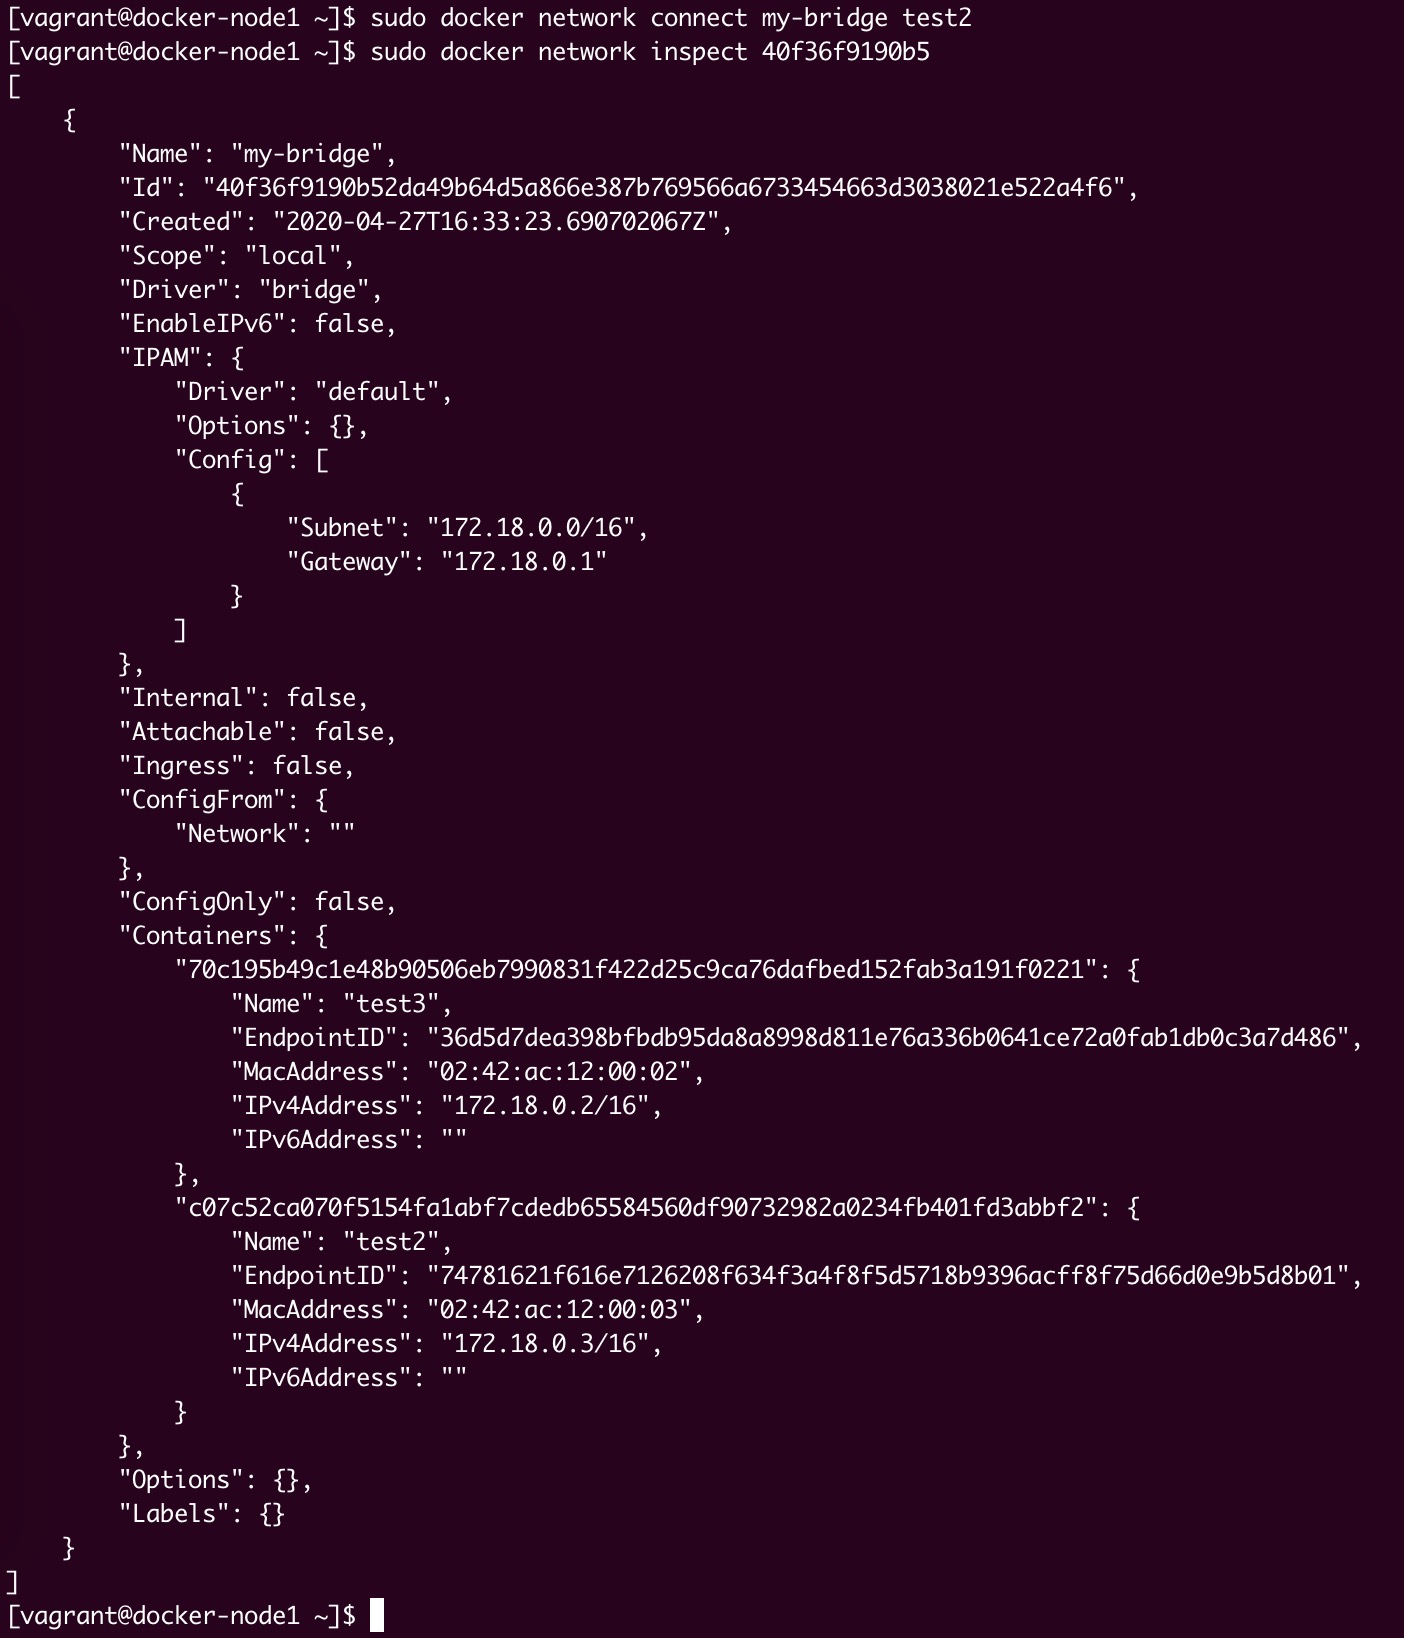 [vagrant@docker-node1 ~]$ sudo docker network connect my-bridge test2
[vagrant@docker-node1 ~]$ sudo docker network inspect 40f36f9190b5
[
    {
        "Name": "my-bridge",
        "Id": "40f36f9190b52da49b64d5a866e387b769566a6733454663d3038021e522a4f6",
        "Created": "2020-04-27T16:33:23.690702067Z",
        "Scope": "local",
        "Driver": "bridge",
        "EnableIPv6": false,
        "IPAM": {
            "Driver": "default",
            "Options": {},
            "Config": [
                {
                    "Subnet": "172.18.0.0/16",
                    "Gateway": "172.18.0.1"
                }
            ]
        },
        "Internal": false,
        "Attachable": false,
        "Ingress": false,
        "ConfigFrom": {
            "Network": ""
        },
        "ConfigOnly": false,
        "Containers": {
            "70c195b49c1e48b90506eb7990831f422d25c9ca76dafbed152fab3a191f0221": {
                "Name": "test3",
                "EndpointID": "36d5d7dea398bfbdb95da8a8998d811e76a336b0641ce72a0fab1db0c3a7d486",
                "MacAddress": "02:42:ac:12:00:02",
                "IPv4Address": "172.18.0.2/16",
                "IPv6Address": ""
            },
            "c07c52ca070f5154fa1abf7cdedb65584560df90732982a0234fb401fd3abbf2": {
                "Name": "test2",
                "EndpointID": "74781621f616e7126208f634f3a4f8f5d5718b9396acff8f75d66d0e9b5d8b01",
                "MacAddress": "02:42:ac:12:00:03",
                "IPv4Address": "172.18.0.3/16",
                "IPv6Address": ""
            }
        },
        "Options": {},
        "Labels": {}
    }
]
[vagrant@docker-node1 ~]$